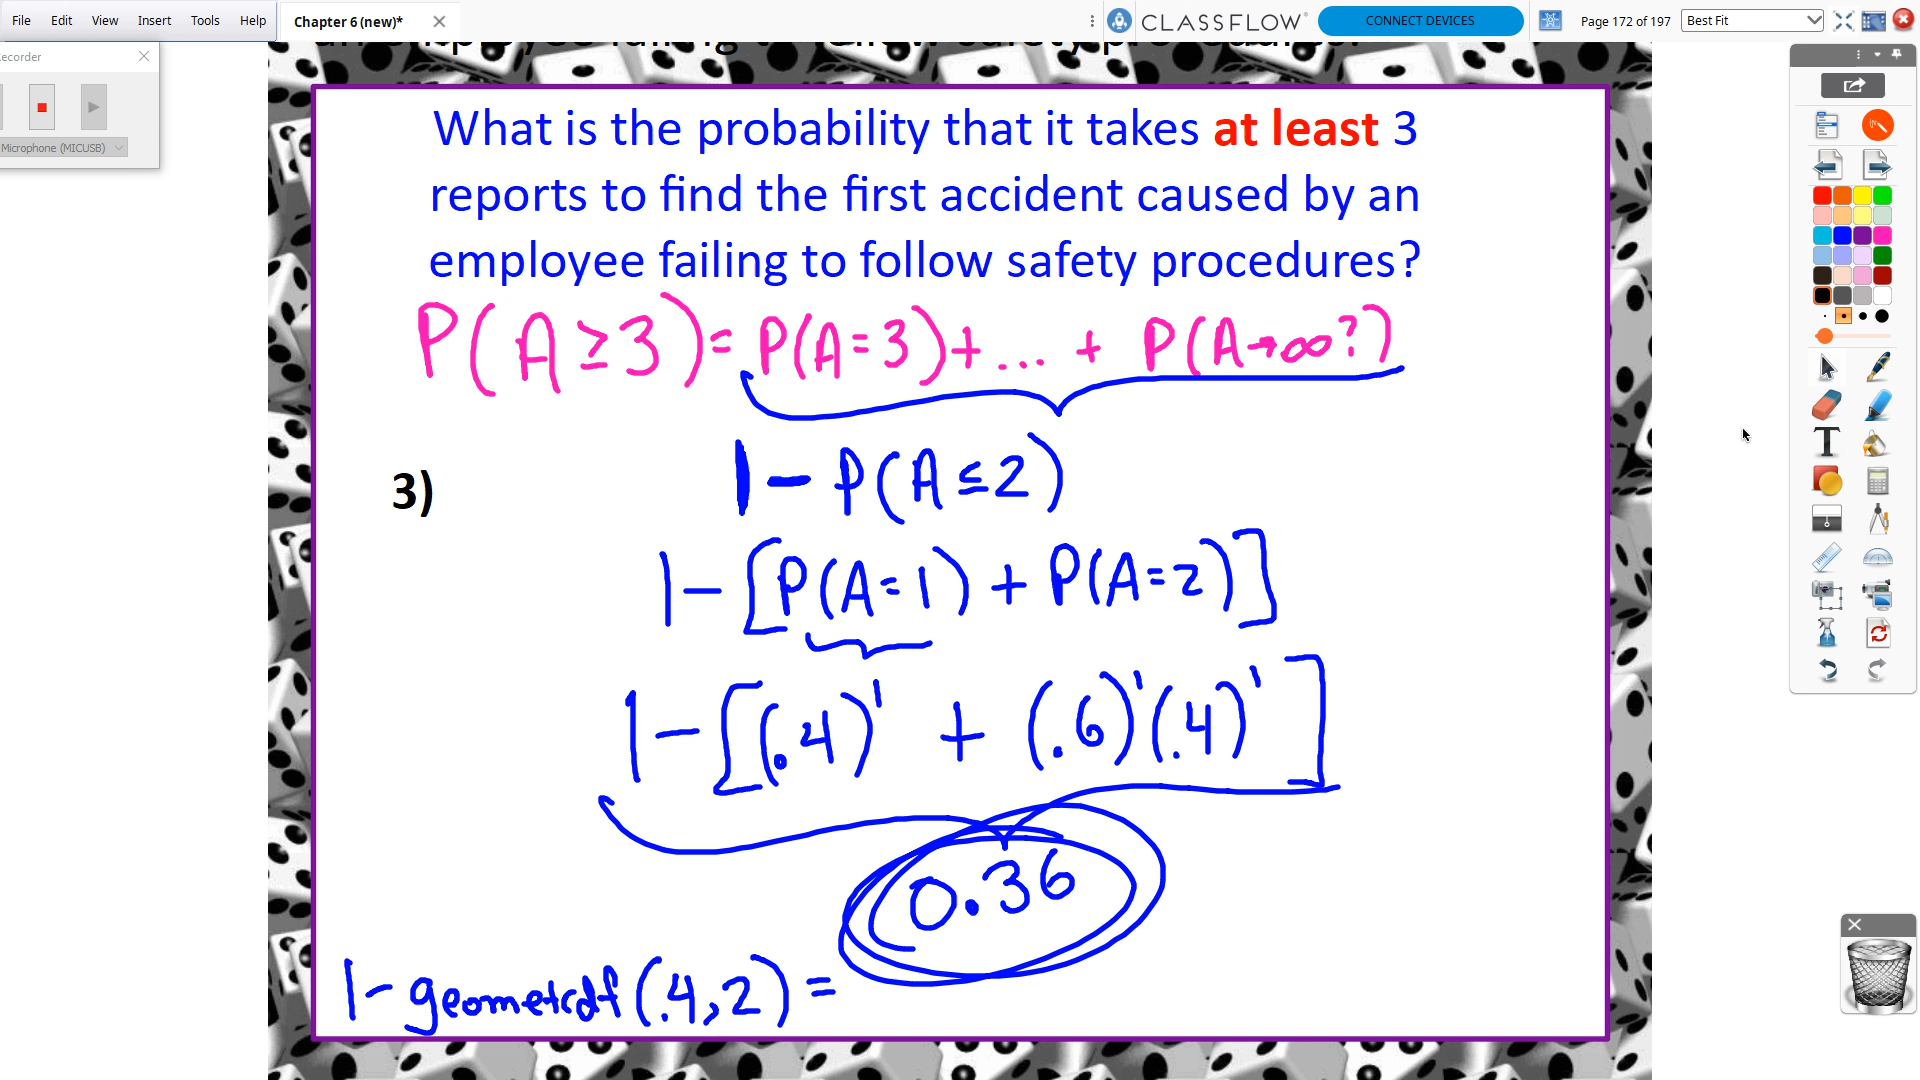 File Edit View Insert Tools Help Chapter 6 (new)* CLASSFLOW CONNECT DEVICES Page 172 of 197 Best Fit
ecorder
Microphone (MICUSB)
What is the probability that it takes at least 3
reports to find the first accident caused by an
employee failing to follow safety procedures?
P(A≥3)= P(A=3)+... + P(A→∞?)
1 - P(A≤2)
3)
1-[P(A=1) + P(A=2)]
1-[(.4)¹ + (.6)¹(.4)¹]
0.36
1-geometcdf(.4,2) =